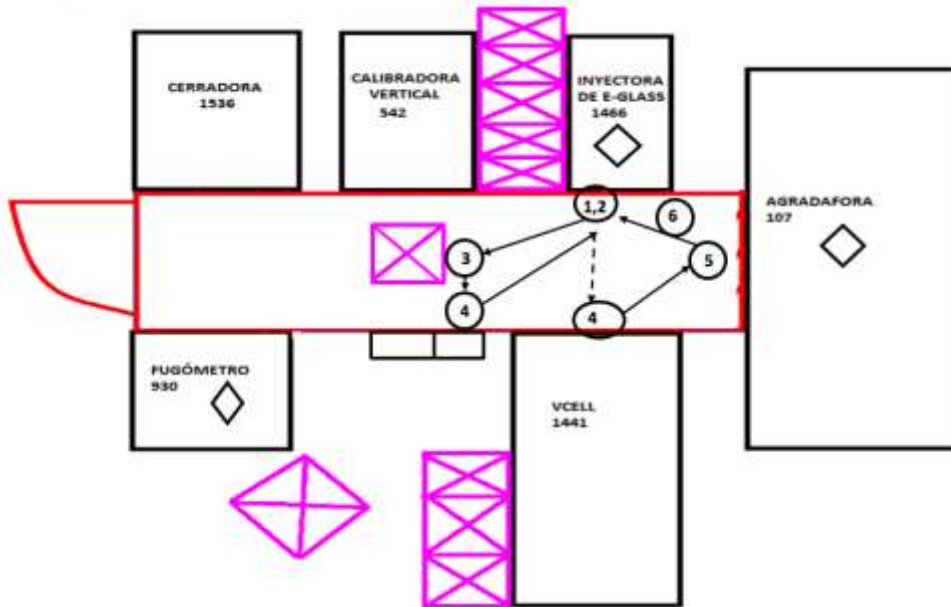 CERRADORA
1536
CALIBRADORA
VERTICAL
542
INYECTORA
DE E-GLASS
1466
AGRADAFORA
107
1,2
6
3
5
4
4
FUGÓMETRO
930
VCELL
1441